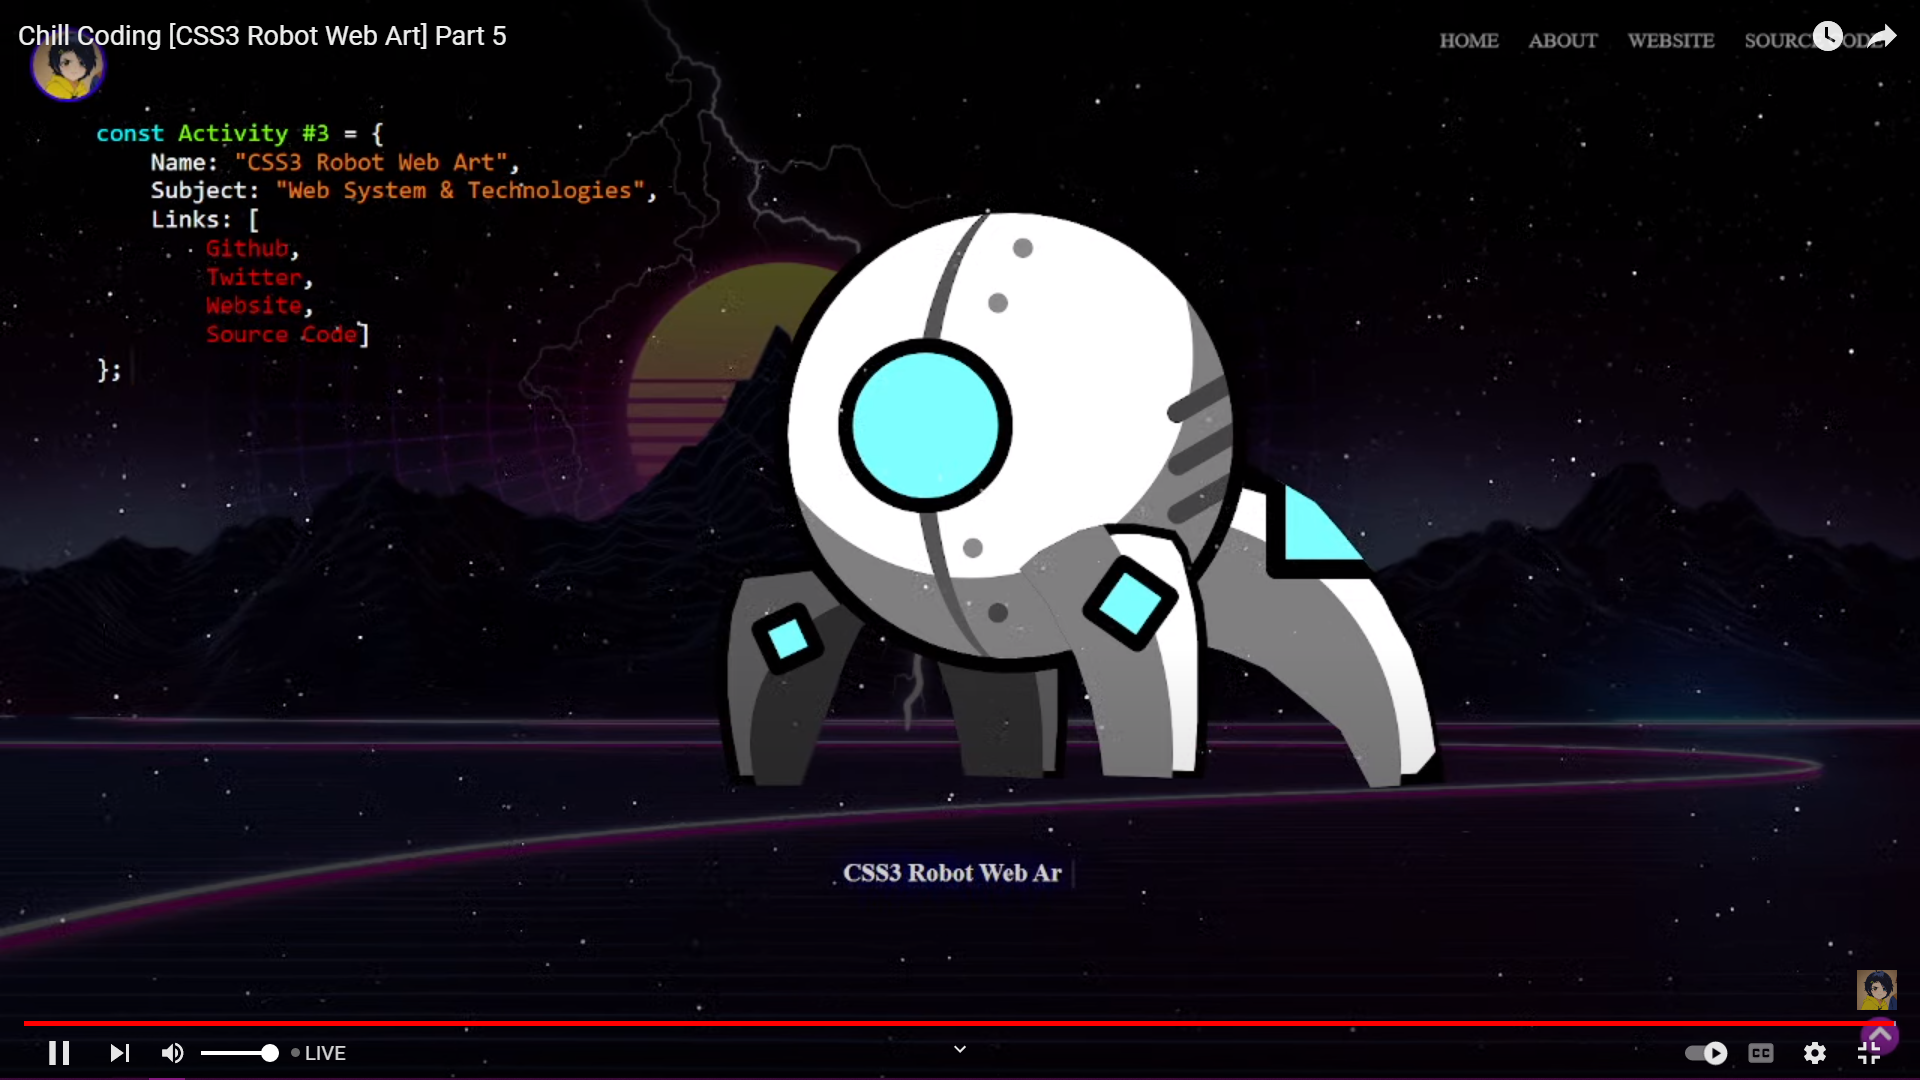 Chill Coding [CSS3 Robot Web Art] Part 5
HOME ABOUT WEBSITE
const Activity #3 = {
Name: "CSS3 Robot Web Art",
Subject: "Web System & Technologies",
Links: [
Github,
Twitter,
Website,
Source Code]
};
CSS3 Robot Web Ar
LIVE
CC